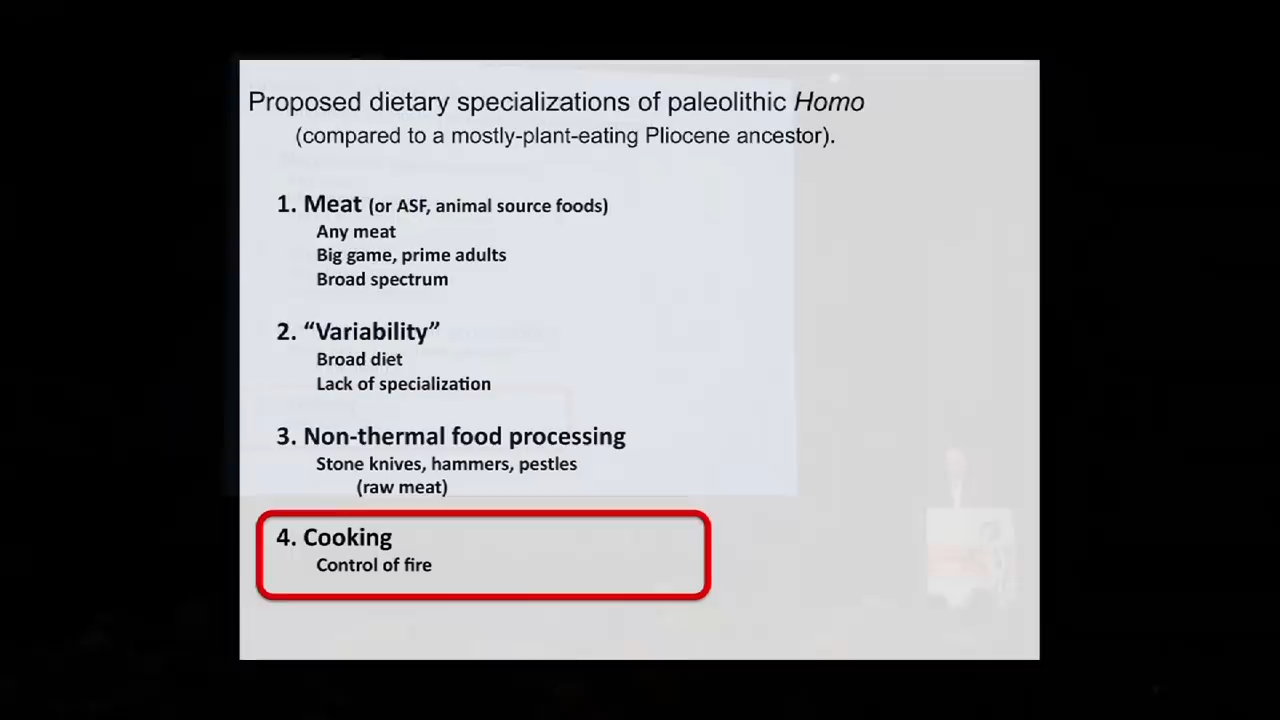 Proposed dietary specializations of paleolithic Homo
(compared to a mostly-plant-eating Pliocene ancestor).
1. Meat (or ASF, animal source foods)
Any meat
Big game, prime adults
Broad spectrum
2. “Variability”
Broad diet
Lack of specialization
3. Non-thermal food processing
Stone knives, hammers, pestles
(raw meat)
4. Cooking
Control of fire